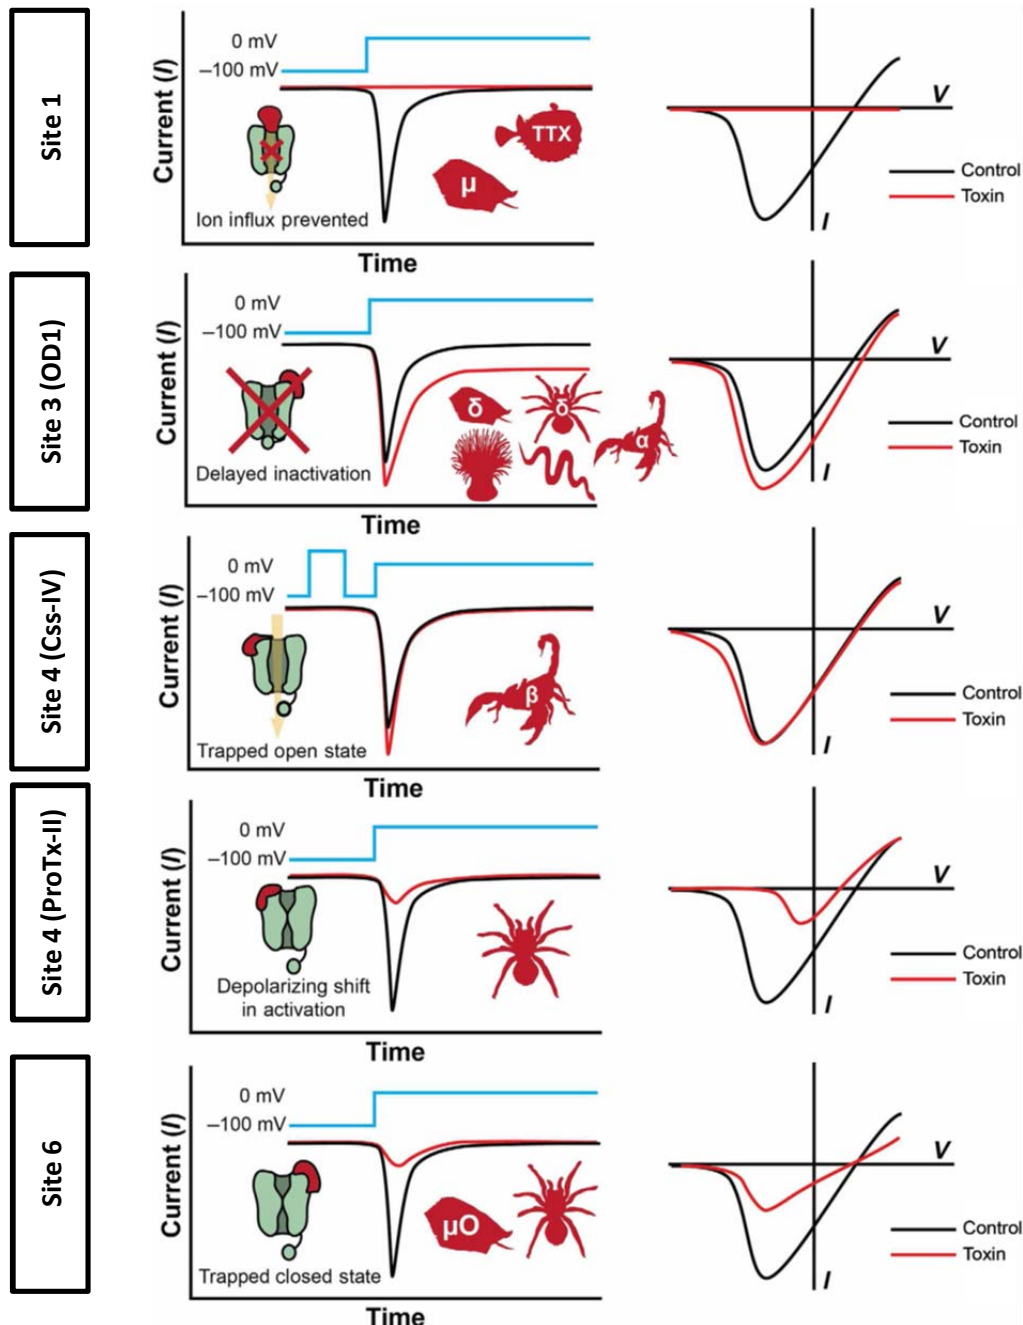 Site 1
Current (I)
0 mV
–100 mV
TTX
μ
Ion influx prevented
Time
V
Control
Toxin
I
Site 3 (OD1)
Current (I)
0 mV
–100 mV
δ
δ
α
Delayed inactivation
Time
V
Control
Toxin
I
Site 4 (Css-IV)
Current (I)
0 mV
–100 mV
β
Trapped open state
Time
V
Control
Toxin
I
Site 4 (ProTx-II)
Current (I)
0 mV
–100 mV
Depolarizing shift
in activation
Time
V
Control
Toxin
I
Site 6
Current (I)
0 mV
–100 mV
μO
Trapped closed state
Time
V
Control
Toxin
I